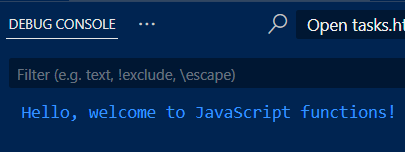 DEBUG CONSOLE ... Open tasks.ht
Filter (e.g. text, !exclude, \escape)
Hello, welcome to JavaScript functions!